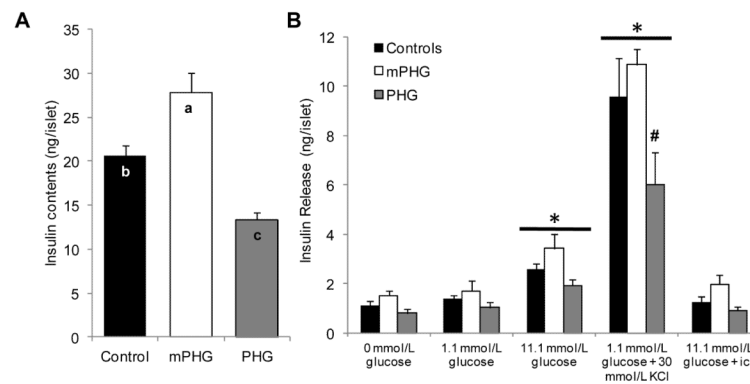 A
Insulin contents (ng/islet)
35
30
25
20
15
10
5
0
b
a
c
Control mPHG PHG
B
Insulin Release (ng/islet)
12
10
8
6
4
2
0
Controls
mPHG
PHG
*
*
#
0 mmol/L glucose
1.1 mmol/L glucose
11.1 mmol/L glucose
1.1 mmol/L glucose + 30 mmol/L KCl
11.1 mmol/L glucose + ic